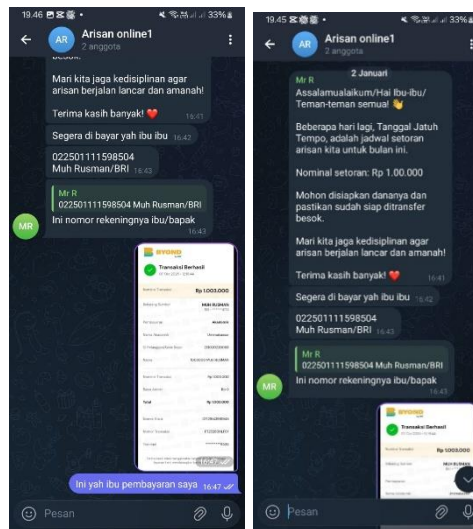 19.46
33%
AR
Arisan online1
2 anggota
Mari kita jaga kedisiplinan agar
arisan berjalan lancar dan amanah!
Terima kasih banyak! ❤️
16:41
Segera di bayar yah ibu ibu 16:42
022501111598504
Muh Rusman/BRI 16:43
Mr R
022501111598504 Muh Rusman/BRI
Ini nomor rekeningnya ibu/bapak
16:43
MR
BYOND
Transaksi Berhasil
Rp 1.003.000
MUH RUSMAN
Total
16:47
Ini yah ibu pembayaran saya 16:47
Pesan
19.45
33%
AR
Arisan online1
2 anggota
2 Januari
Mr R
Assalamualaikum/Hai Ibu-ibu/
Teman-teman semua! 👋
Beberapa hari lagi, Tanggal Jatuh
Tempo, adalah jadwal setoran
arisan kita untuk bulan ini.
Nominal setoran: Rp 1.00.000
Mohon disiapkan dananya dan
pastikan sudah siap ditransfer
besok.
Mari kita jaga kedisiplinan agar
arisan berjalan lancar dan amanah!
Terima kasih banyak! ❤️
16:41
Segera di bayar yah ibu ibu 16:42
022501111598504
Muh Rusman/BRI 16:43
Mr R
022501111598504 Muh Rusman/BRI
Ini nomor rekeningnya ibu/bapak
16:43
MR
BYOND
Transaksi Berhasil
Rp 1.003.000
Pesan